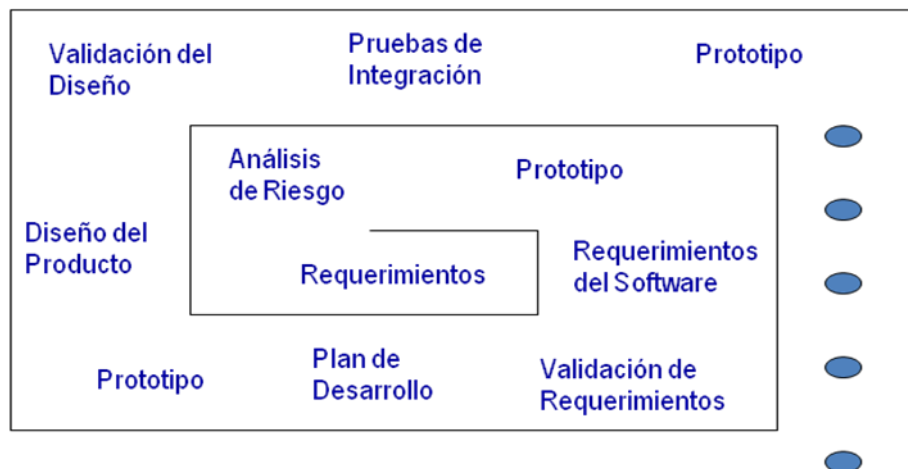 Validación del
Diseño
Pruebas de
Integración
Prototipo
Análisis
de Riesgo
Prototipo
Diseño del
Producto
Requerimientos
Requerimientos
del Software
Prototipo
Plan de
Desarrollo
Validación de
Requerimientos